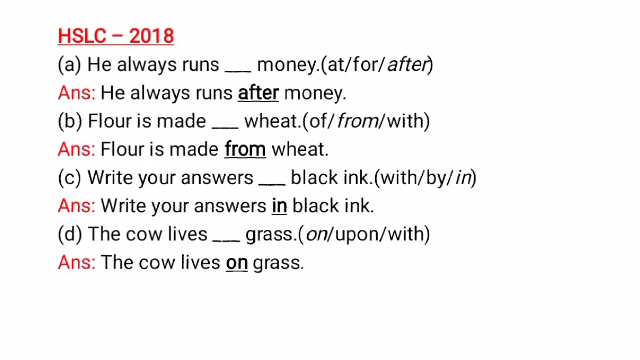 HSLC – 2018
(a) He always runs ___ money.(at/for/after)
Ans: He always runs after money.
(b) Flour is made ___ wheat.(of/from/with)
Ans: Flour is made from wheat.
(c) Write your answers ___ black ink.(with/by/in)
Ans: Write your answers in black ink.
(d) The cow lives ___ grass.(on/upon/with)
Ans: The cow lives on grass.